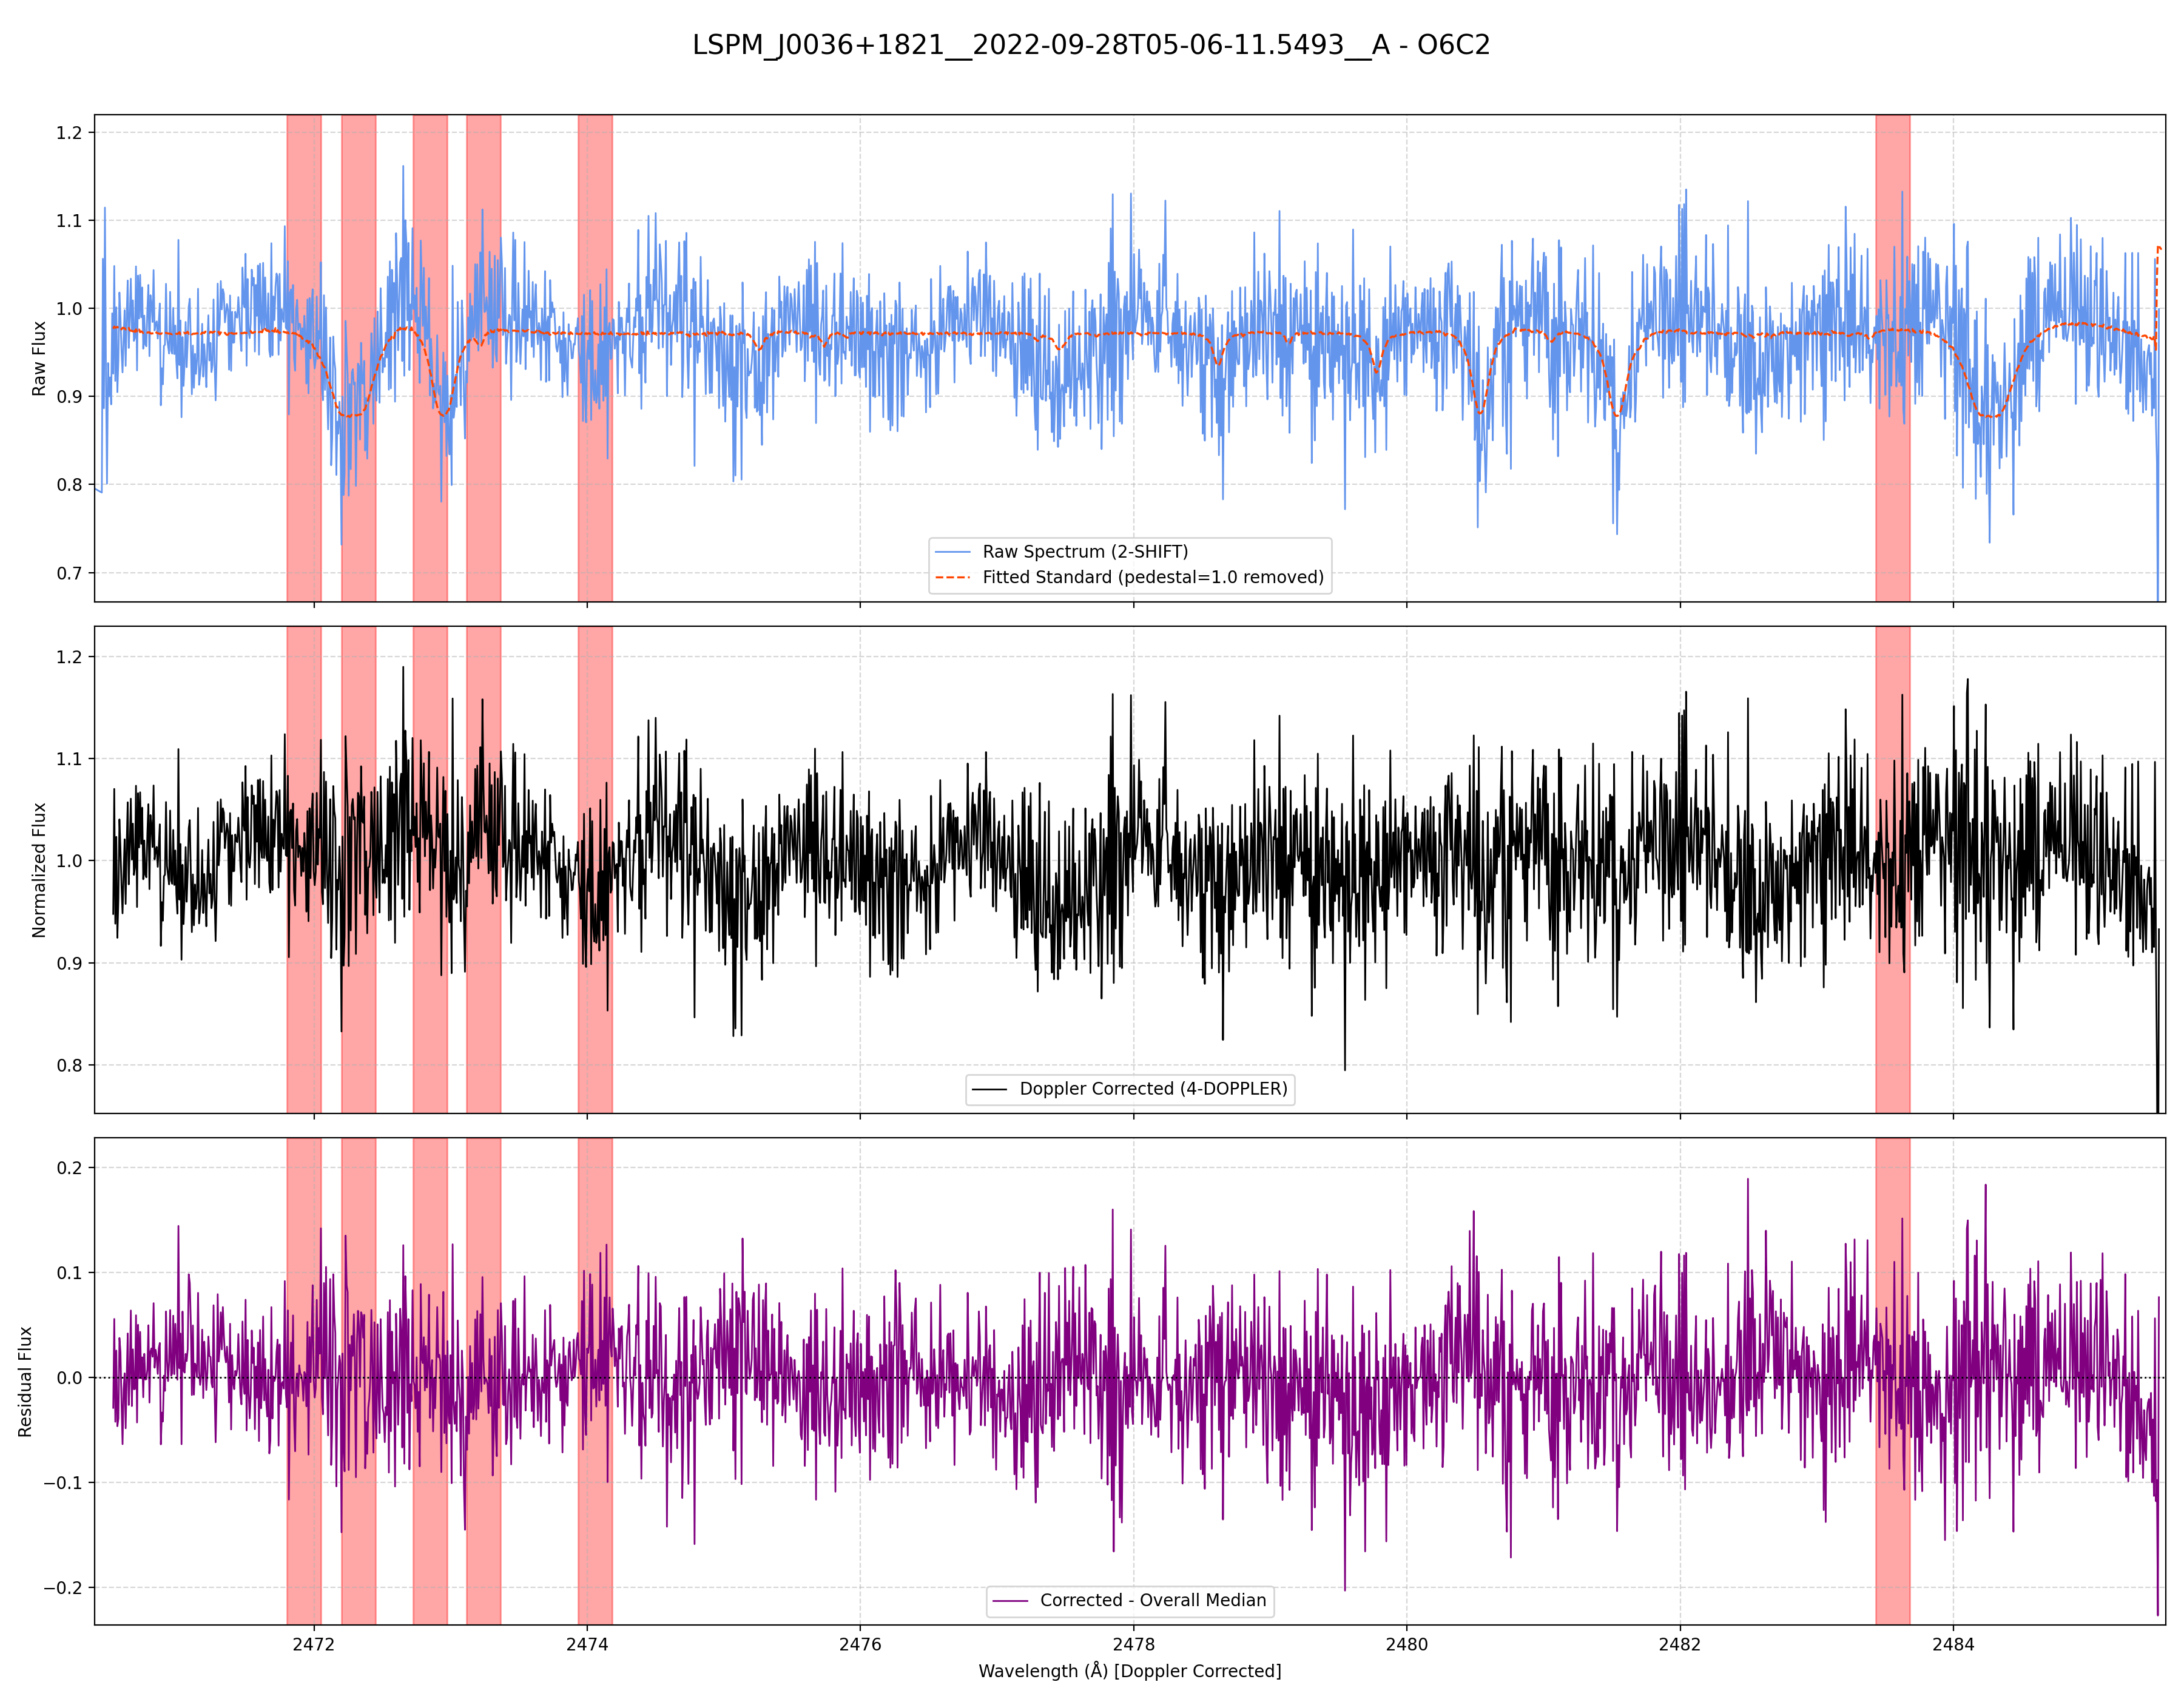 LSPM_J0036+1821__2022-09-28T05-06-11.5493__A - O6C2
1.2
1.1
1.0
0.9
0.8
0.7
Raw Flux
Raw Spectrum (2-SHIFT)
Fitted Standard (pedestal=1.0 removed)
1.2
1.1
1.0
0.9
0.8
Normalized Flux
Doppler Corrected (4-DOPPLER)
0.2
0.1
0.0
−0.1
−0.2
Residual Flux
Corrected - Overall Median
2472 2474 2476 2478 2480 2482 2484
Wavelength (Å) [Doppler Corrected]